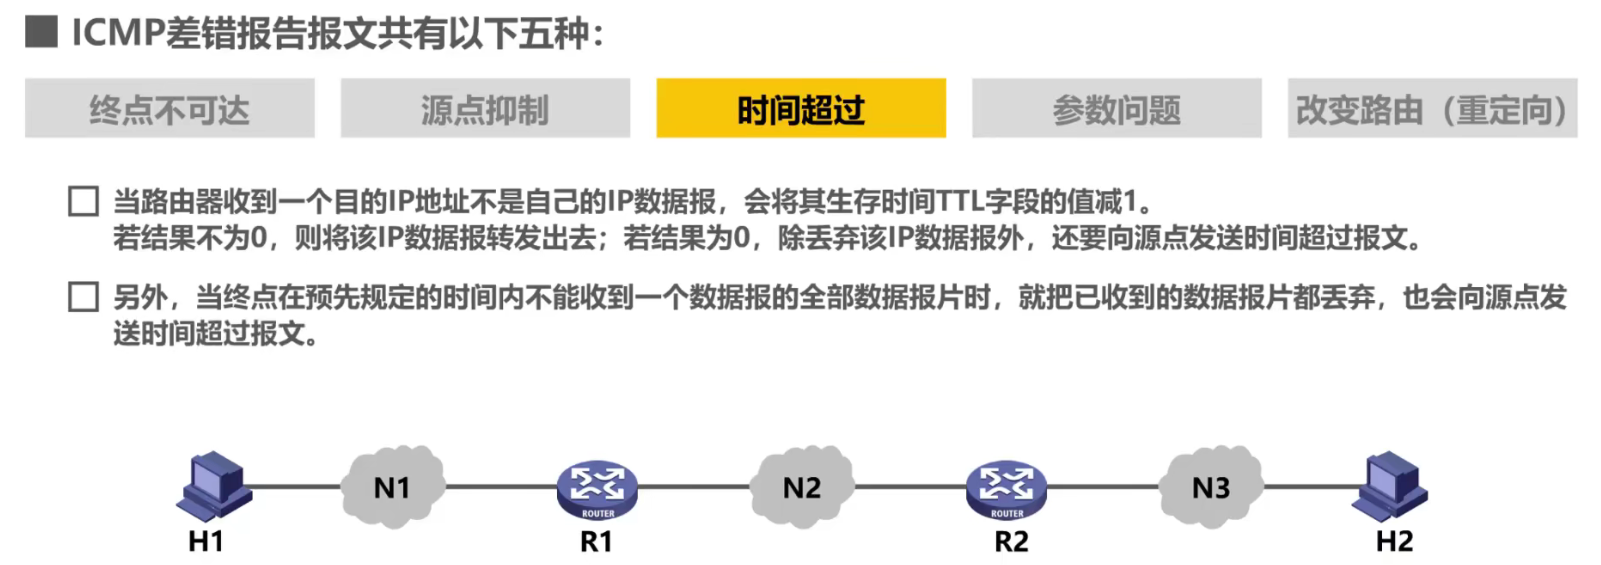 ICMP差错报告报文共有以下五种：
终点不可达
源点抑制
时间超过
参数问题
改变路由（重定向）
当路由器收到一个目的IP地址不是自己的IP数据报，会将其生存时间TTL字段的值减1。
若结果不为0，则将该IP数据报转发出去；若结果为0，除丢弃该IP数据报外，还要向源点发送时间超过报文。
另外，当终点在预先规定的时间内不能收到一个数据报的全部数据报片时，就把已收到的数据报片都丢弃，也会向源点发
送时间超过报文。
N1
N2
N3
ROUTER
ROUTER
H1
R1
R2
H2